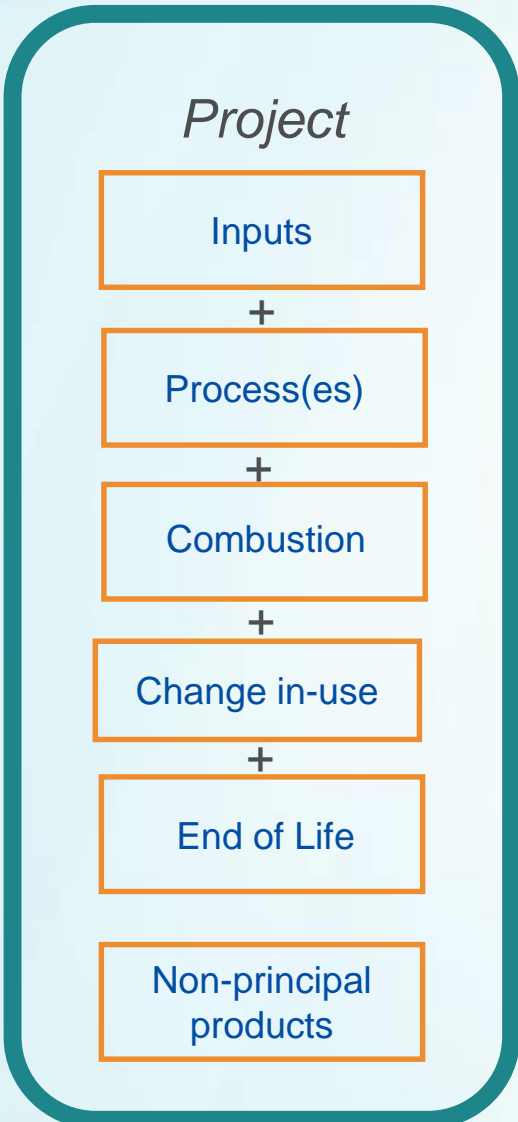 Project
Inputs
+
Process(es)
+
Combustion
+
Change in-use
+
End of Life
Non-principal
products